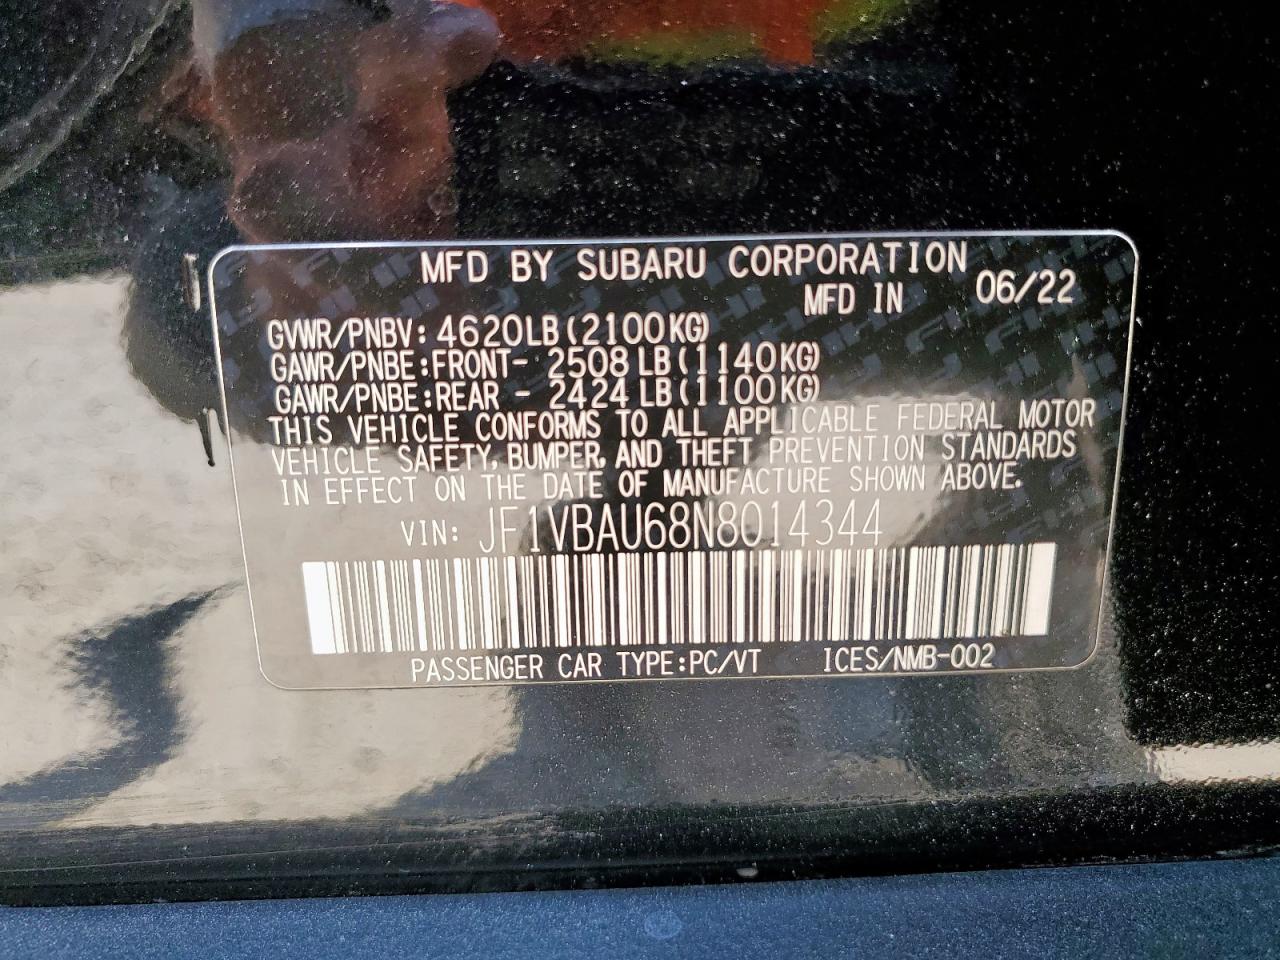 MFD BY SUBARU CORPORATION
MFD IN 06/22
GVWR/PNBV: 4620LB (2100KG)
GAWR/PNBE:FRONT- 2508 LB (1140KG)
GAWR/PNBE:REAR - 2424 LB (1100KG)
THIS VEHICLE CONFORMS TO ALL APPLICABLE FEDERAL MOTOR
VEHICLE SAFETY, BUMPER, AND THEFT PREVENTION STANDARDS
IN EFFECT ON THE DATE OF MANUFACTURE SHOWN ABOVE.
VIN: JF1VBAU68N8014344
PASSENGER CAR TYPE:PC/VT ICES/NMB-002